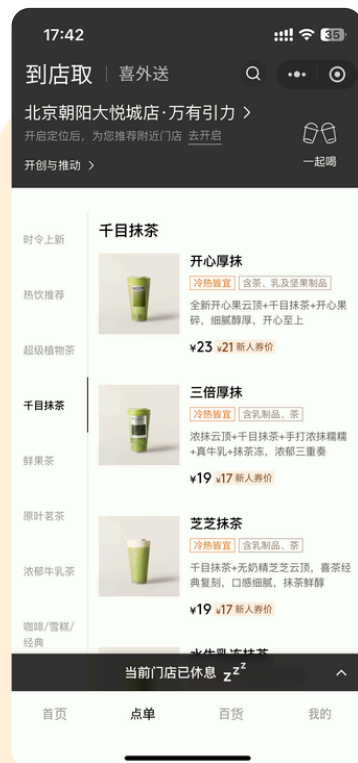 17:42
35
到店取
喜外送
北京朝阳大悦城店·万有引力 >
开启定位后，为您推荐附近门店 去开启
一起喝
开创与推动 >
时令上新
热饮推荐
超级植物茶
千目抹茶
鲜果茶
原叶茗茶
浓郁牛乳茶
咖啡/雪糕/
经典
千目抹茶
开心厚抹
冷热皆宜 含茶、乳及坚果制品
全新开心果云顶+千目抹茶+开心果
碎，细腻醇厚，开心至上
¥23 ¥21 新人券价
三倍厚抹
冷热皆宜 含乳制品、茶
浓抹云顶+千目抹茶+手打浓抹糯糯
+真牛乳+抹茶冻，浓郁三重奏
¥19 ¥17 新人券价
芝芝抹茶
冷热皆宜 含乳制品、茶
千目抹茶+无奶精芝芝云顶，喜茶经
典复刻，口感细腻，抹茶鲜醇
¥19 ¥17 新人券价
当前门店已休息 zzz
首页
点单
百货
我的